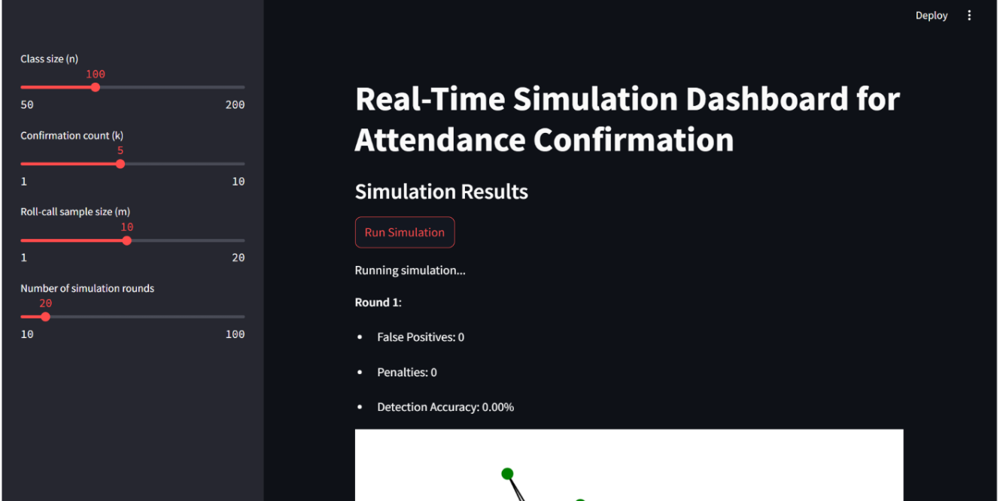 Deploy
Class size (n)
100
50 200
Confirmation count (k)
5
1 10
Roll-call sample size (m)
10
1 20
Number of simulation rounds
20
10 100
Real-Time Simulation Dashboard for
Attendance Confirmation
Simulation Results
Run Simulation
Running simulation...
Round 1:
• False Positives: 0
• Penalties: 0
• Detection Accuracy: 0.00%